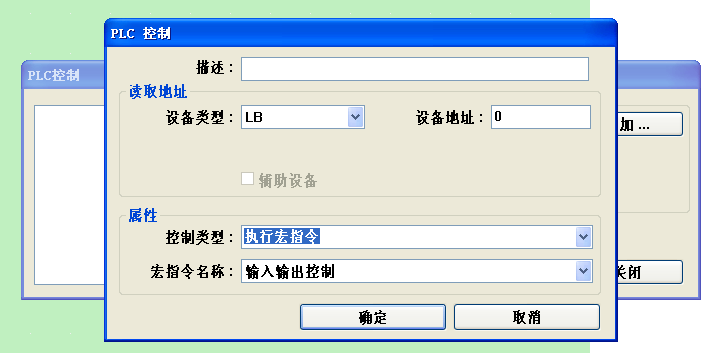 PLC 控制
描述：
PLC控制
读取地址
设备类型： LB 设备地址： 0
加 ...
辅助设备
属性
控制类型： 执行宏指令
宏指令名称： 输入输出控制
关闭
确定 取消